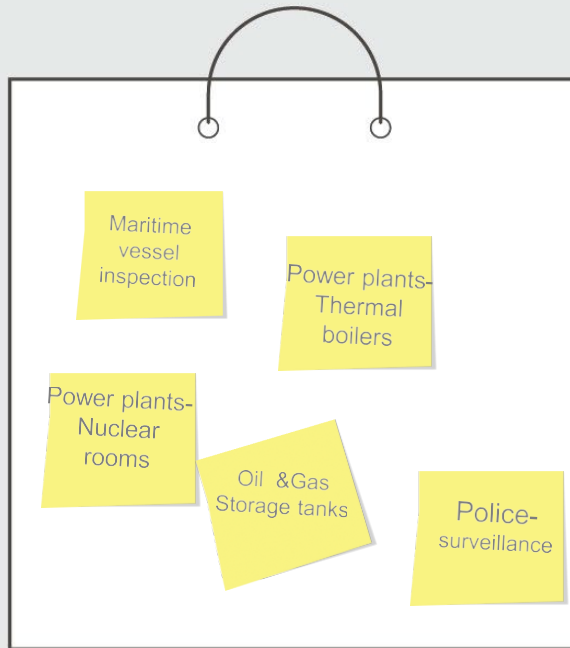 Maritime
vessel
inspection
Power plants-
Thermal
boilers
Power plants-
Nuclear
rooms
Oil &Gas
Storage tanks
Police-
surveillance